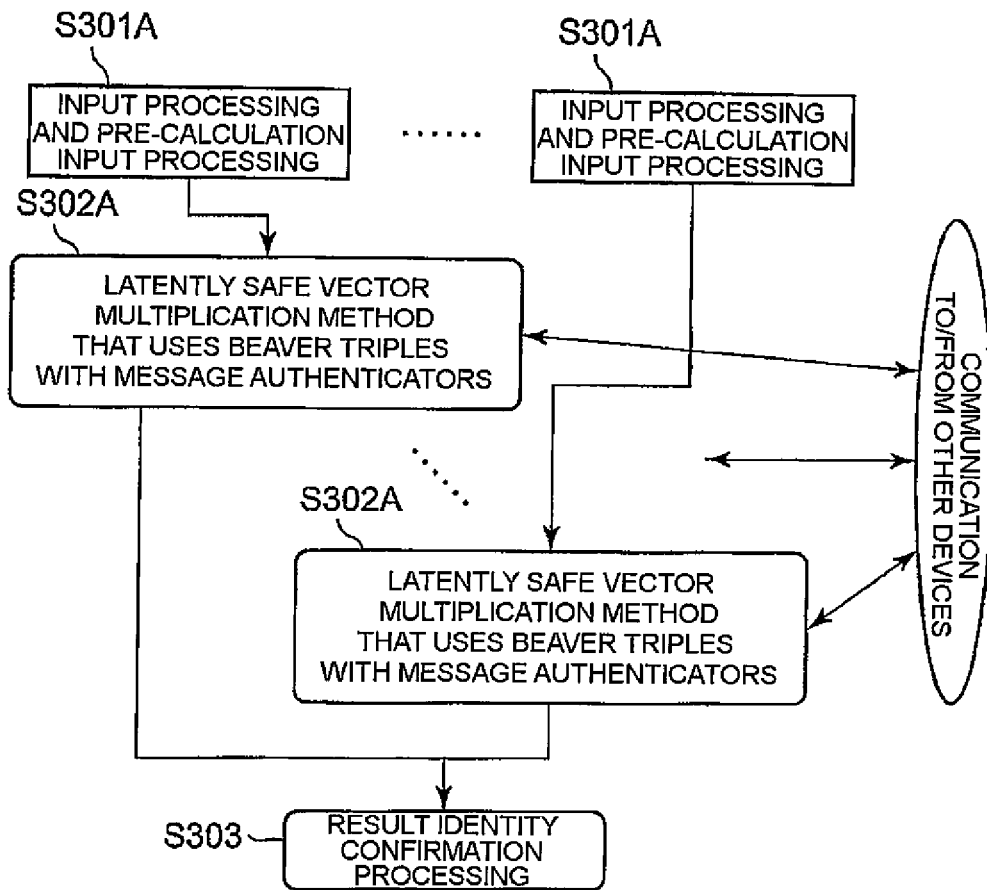 S301A
INPUT PROCESSING
AND PRE-CALCULATION
INPUT PROCESSING
S301A
INPUT PROCESSING
AND PRE-CALCULATION
INPUT PROCESSING
S302A
LATENTLY SAFE VECTOR
MULTIPLICATION METHOD
THAT USES BEAVER TRIPLES
WITH MESSAGE AUTHENTICATORS
COMMUNICATION
TO/FROM OTHER DEVICES
S302A
LATENTLY SAFE VECTOR
MULTIPLICATION METHOD
THAT USES BEAVER TRIPLES
WITH MESSAGE AUTHENTICATORS
S303
RESULT IDENTITY
CONFIRMATION
PROCESSING